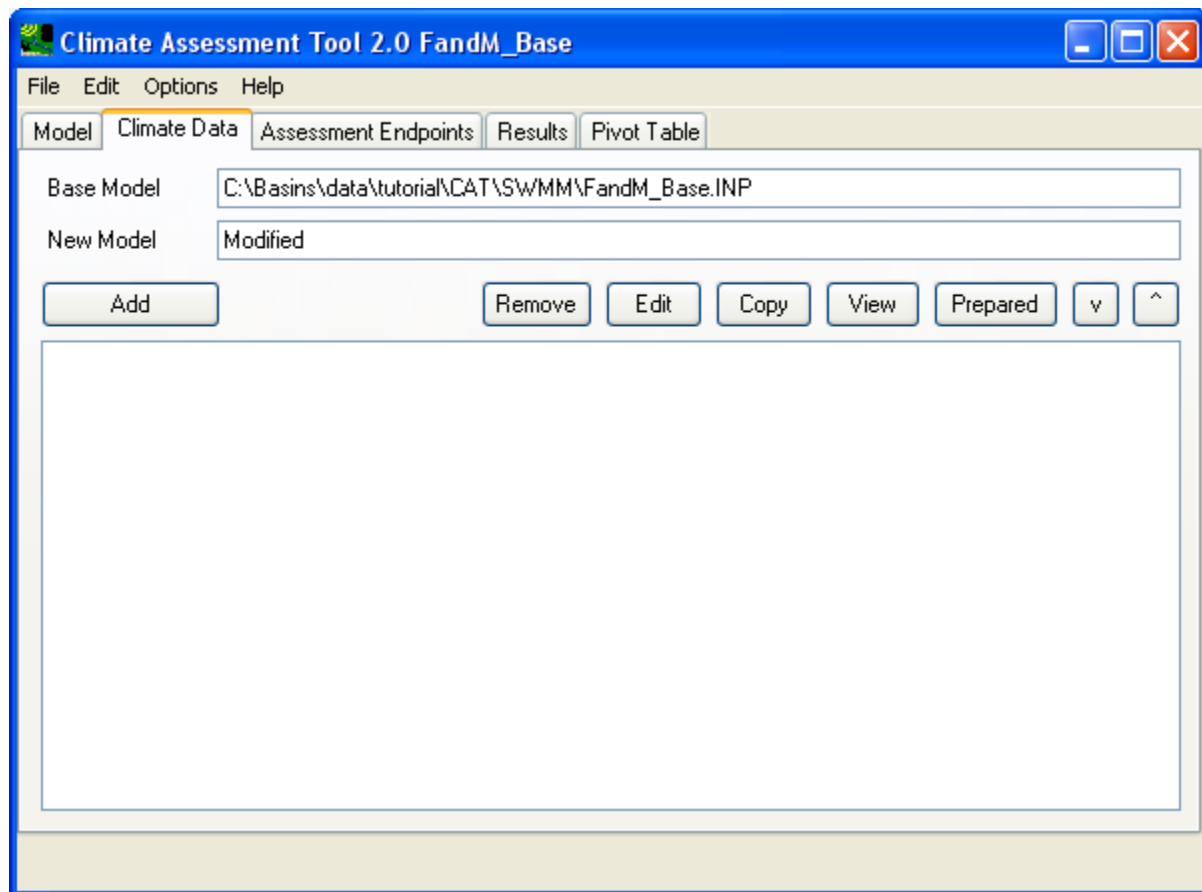 Climate Assessment Tool 2.0 FandM_Base
File Edit Options Help
Model Climate Data Assessment Endpoints Results Pivot Table
Base Model C:\Basins\data\tutorial\CAT\SWMM\FandM_Base.INP
New Model Modified
Add Remove Edit Copy View Prepared v ^